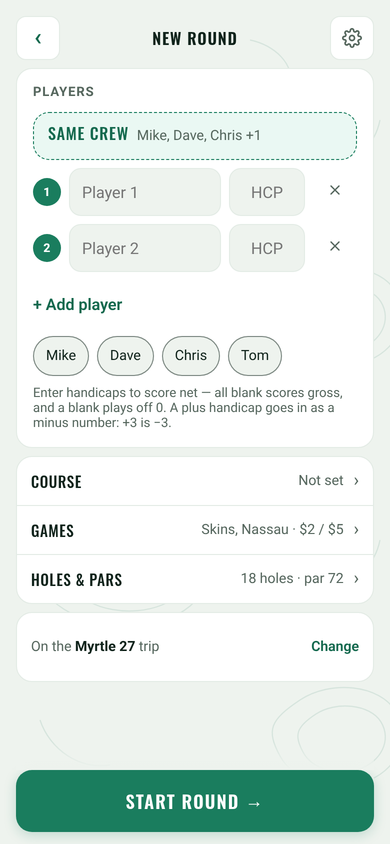 ‹
NEW ROUND
PLAYERS
SAME CREW Mike, Dave, Chris +1
1 Player 1 HCP ×
2 Player 2 HCP ×
+ Add player
Mike Dave Chris Tom
Enter handicaps to score net — all blank scores gross,
and a blank plays off 0. A plus handicap goes in as a
minus number: +3 is −3.
COURSE Not set ›
GAMES Skins, Nassau · $2 / $5 ›
HOLES & PARS 18 holes · par 72 ›
On the Myrtle 27 trip Change
START ROUND →